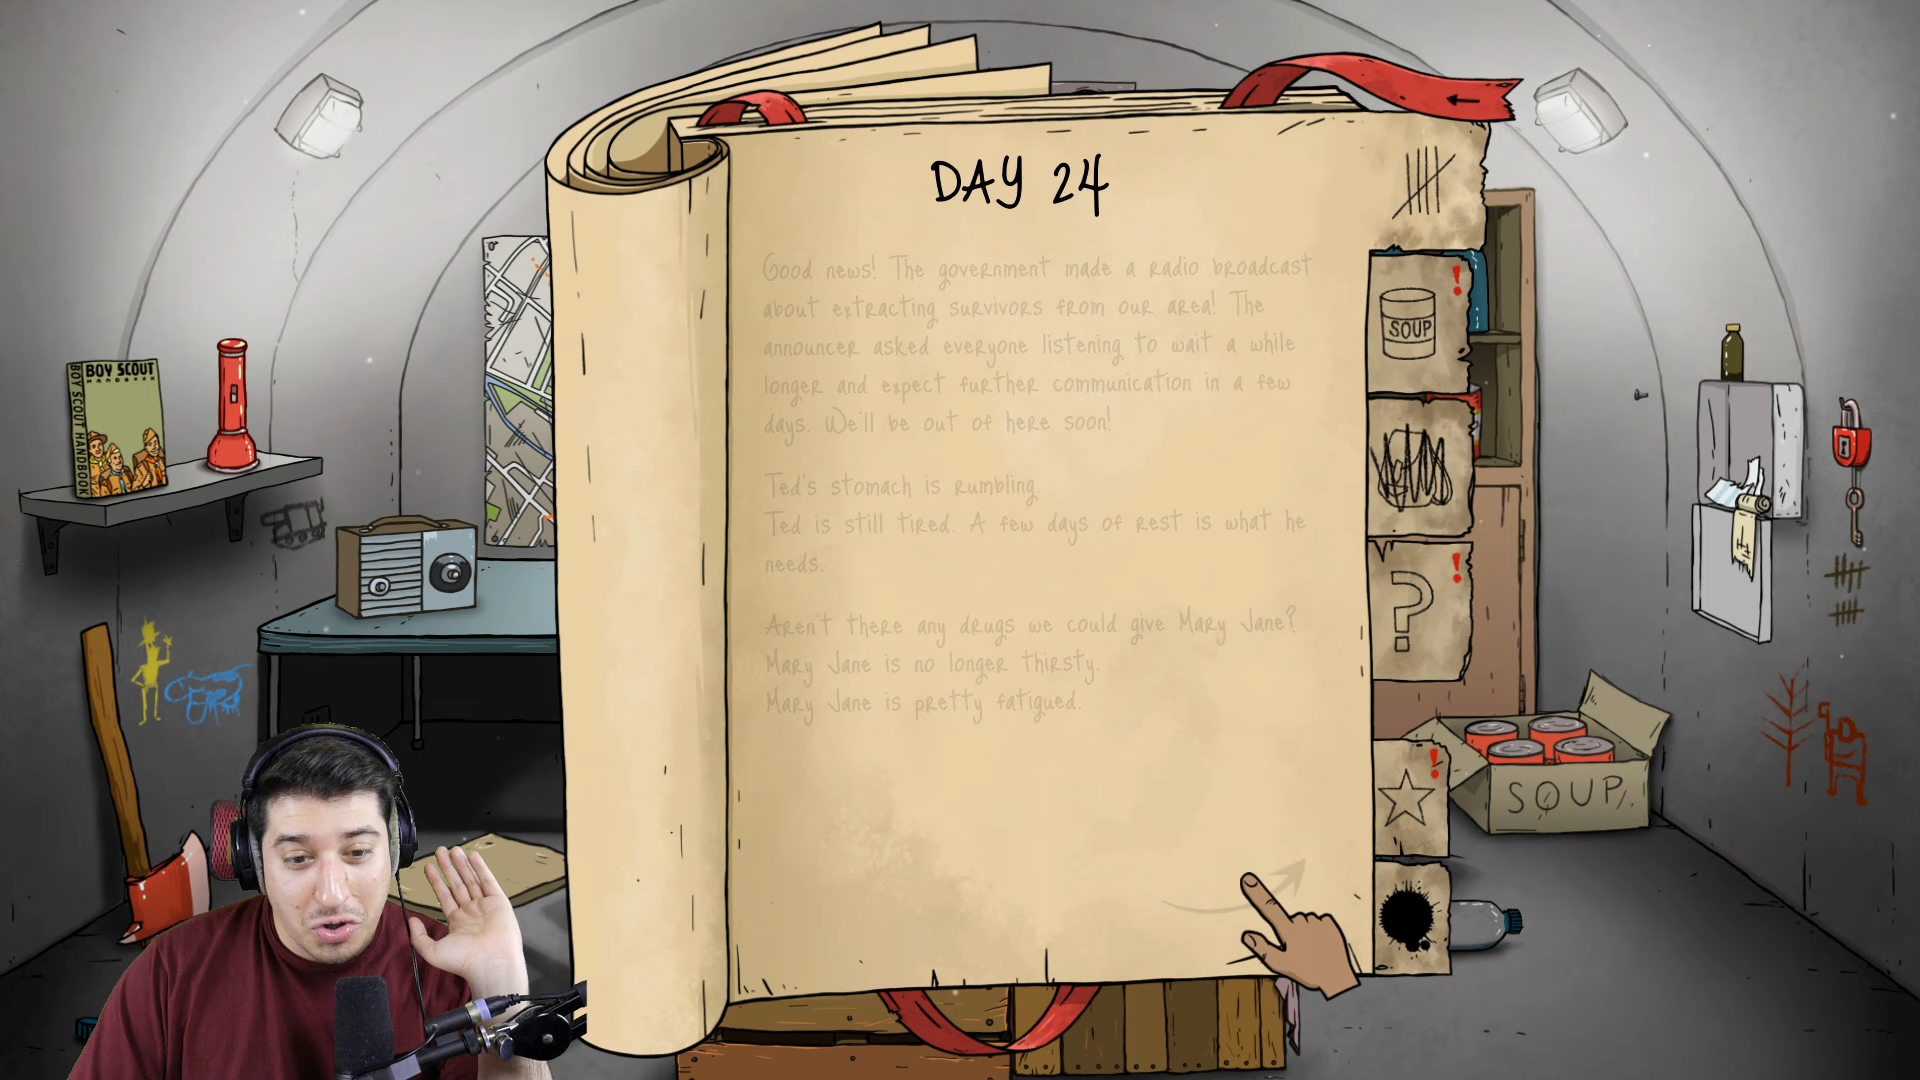 DAY 24
Good news! The government made a radio broadcast
about extracting survivors from our area! The
announcer asked everyone listening to wait a while
longer and expect further communication in a few
days. We'll be out of here soon!
Ted's stomach is rumbling.
Ted is still tired. A few days of rest is what he
needs.
Aren't there any drugs we could give Mary Jane?
Mary Jane is no longer thirsty.
Mary Jane is pretty fatigued.
SOUP
!
!
?
!
BOY SCOUT
HANDBOOK
BOY SCOUT HANDBOOK
SOUP